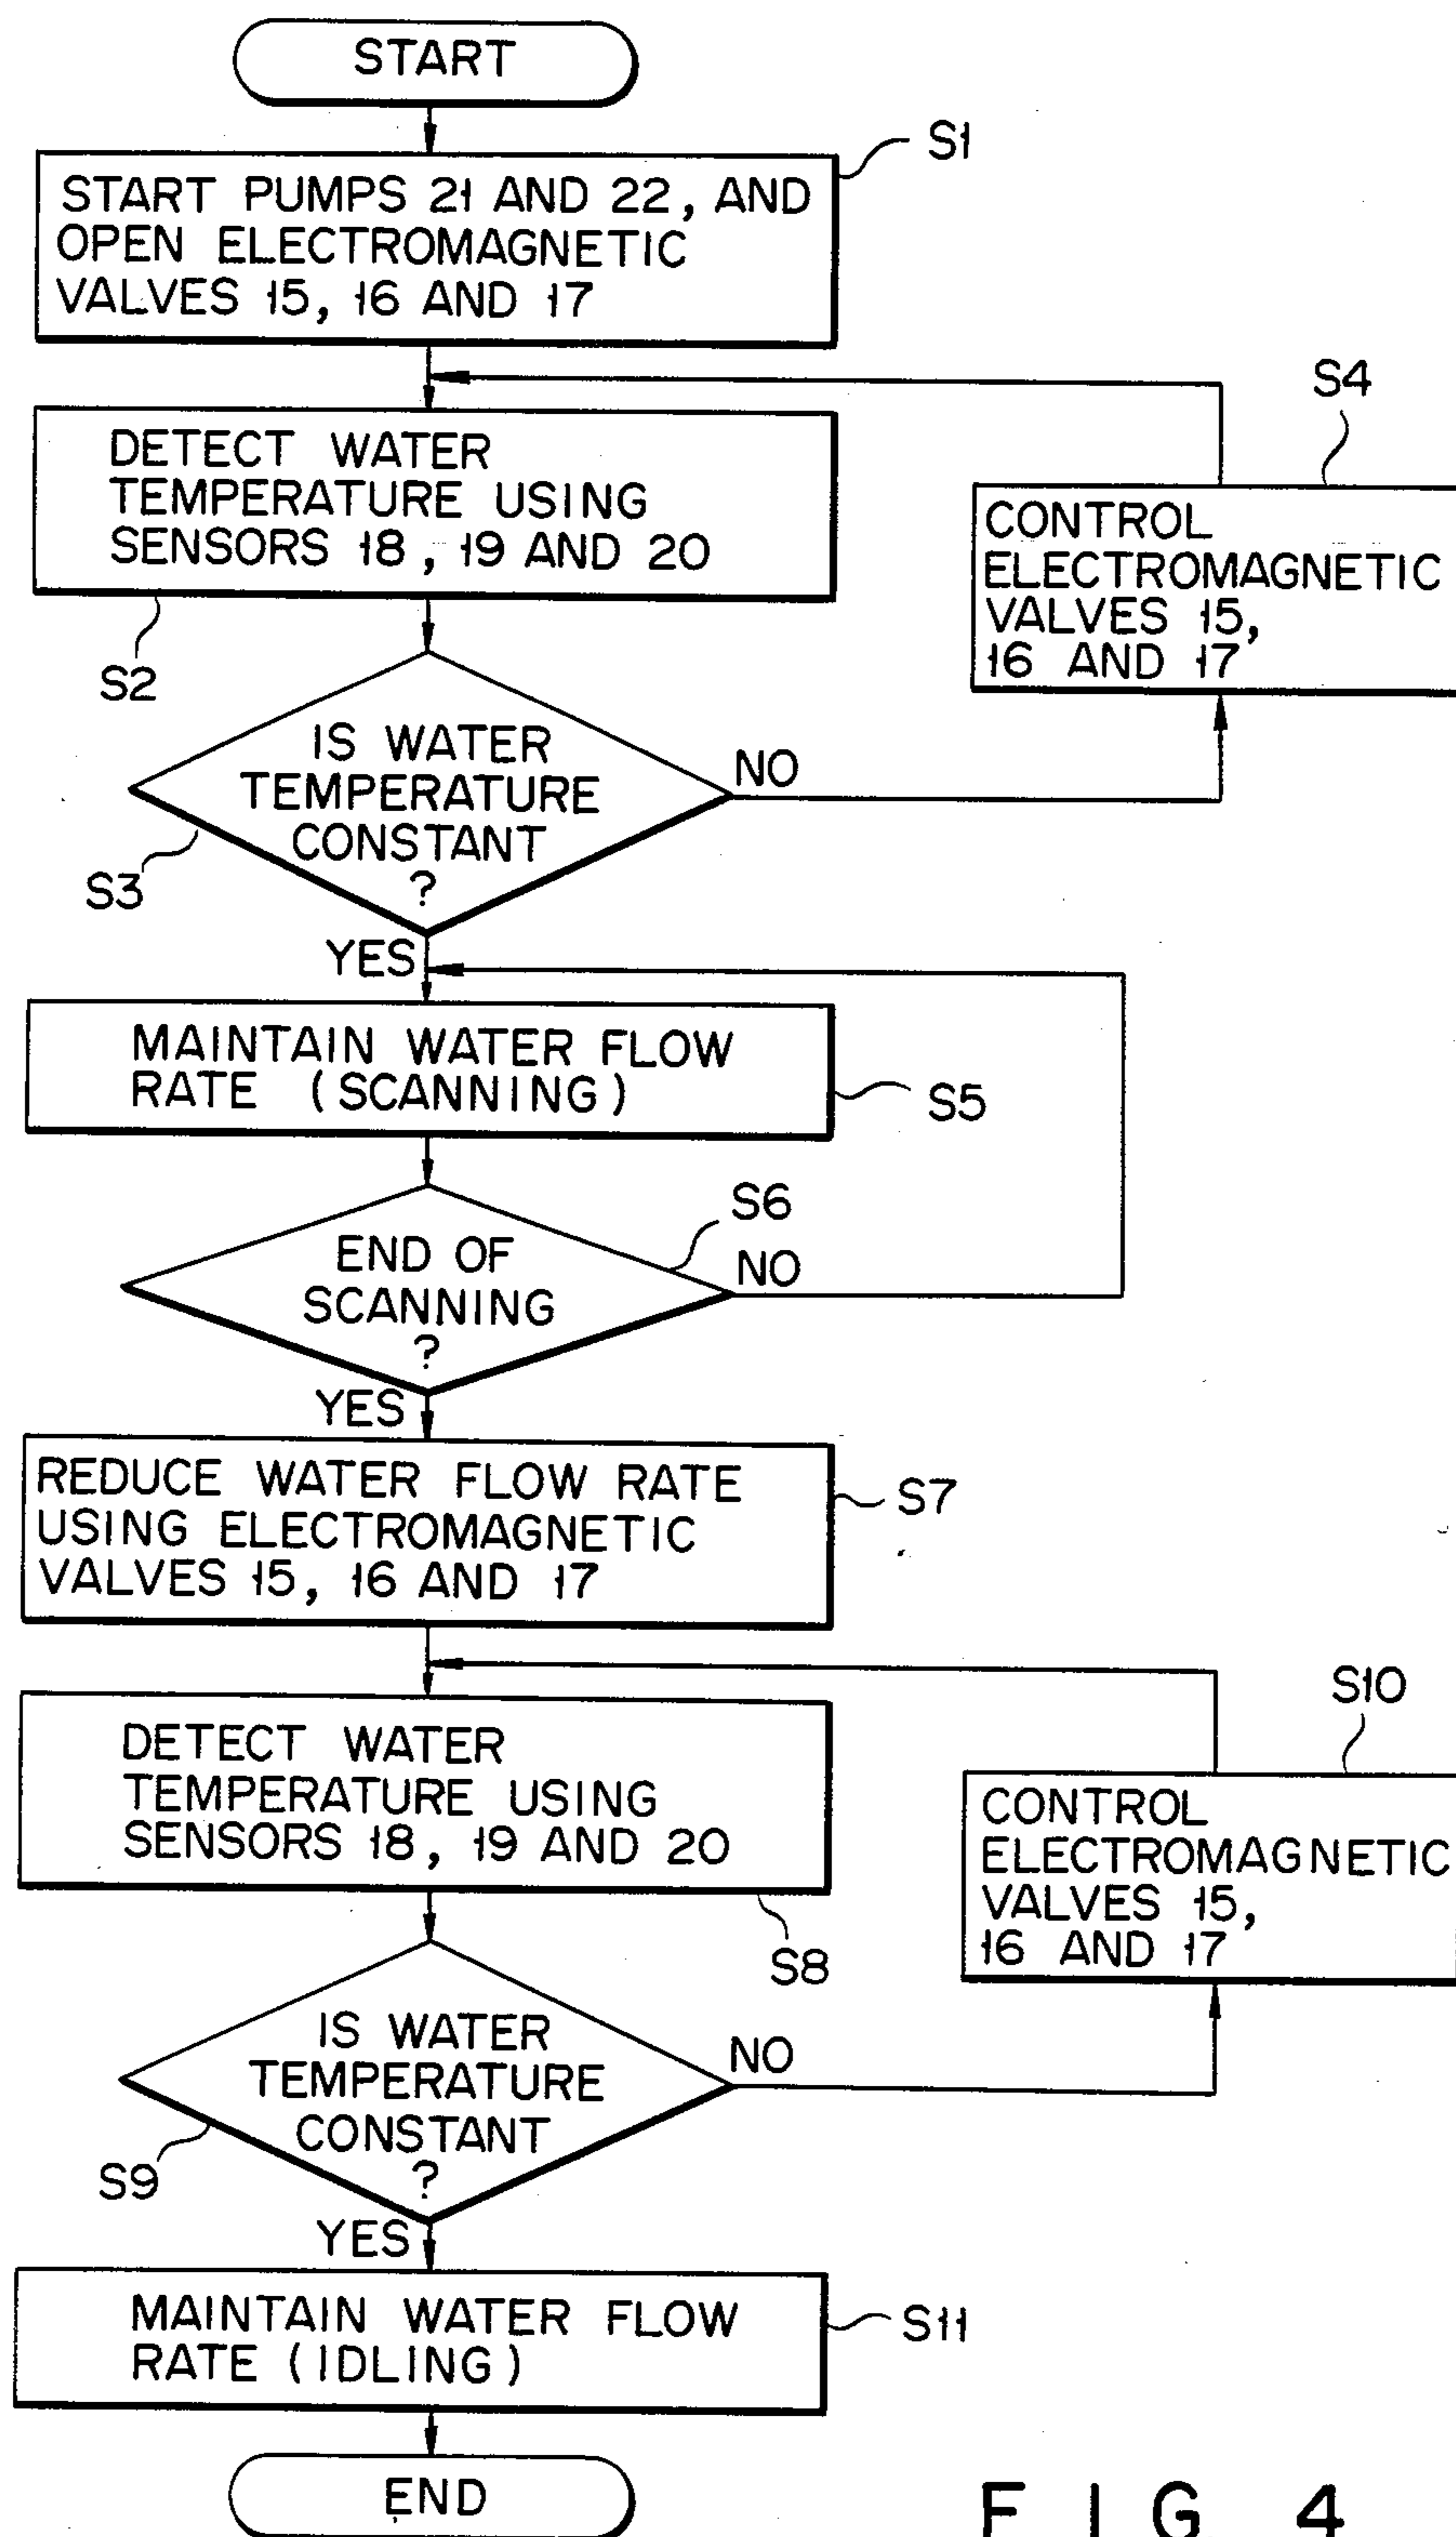 START
S1
START PUMPS 21 AND 22, AND
OPEN ELECTROMAGNETIC
VALVES 15, 16 AND 17
S4
DETECT WATER
TEMPERATURE USING
SENSORS 18, 19 AND 20
S2
CONTROL
ELECTROMAGNETIC
VALVES 15,
16 AND 17
IS WATER
TEMPERATURE
CONSTANT
?
NO
S3
YES
MAINTAIN WATER FLOW
RATE (SCANNING)
S5
S6
END OF
SCANNING
?
NO
YES
REDUCE WATER FLOW RATE
USING ELECTROMAGNETIC
VALVES 15, 16 AND 17
S7
S10
DETECT WATER
TEMPERATURE USING
SENSORS 18, 19 AND 20
S8
CONTROL
ELECTROMAGNETIC
VALVES 15,
16 AND 17
IS WATER
TEMPERATURE
CONSTANT
?
NO
S9
YES
MAINTAIN WATER FLOW
RATE (IDLING)
S11
END
FIG. 4